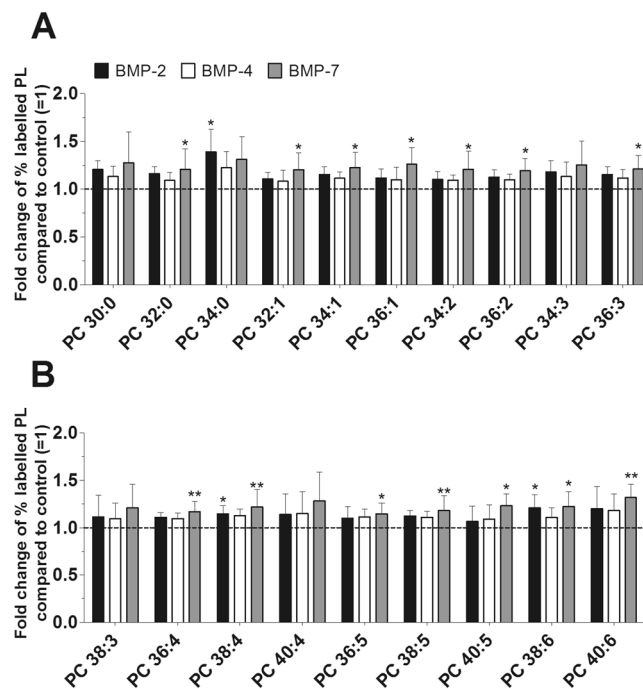 A
BMP-2 BMP-4 BMP-7
Fold change of % labelled PL
compared to control (=1)
2.0
1.5
1.0
0.5
0.0
* * * * * * * *
PC 30:0 PC 32:0 PC 34:0 PC 32:1 PC 34:1 PC 36:1 PC 34:2 PC 36:2 PC 34:3 PC 36:3
B
Fold change of % labelled PL
compared to control (=1)
2.0
1.5
1.0
0.5
0.0
** * ** * ** * * * **
PC 38:3 PC 36:4 PC 38:4 PC 40:4 PC 36:5 PC 38:5 PC 40:5 PC 38:6 PC 40:6